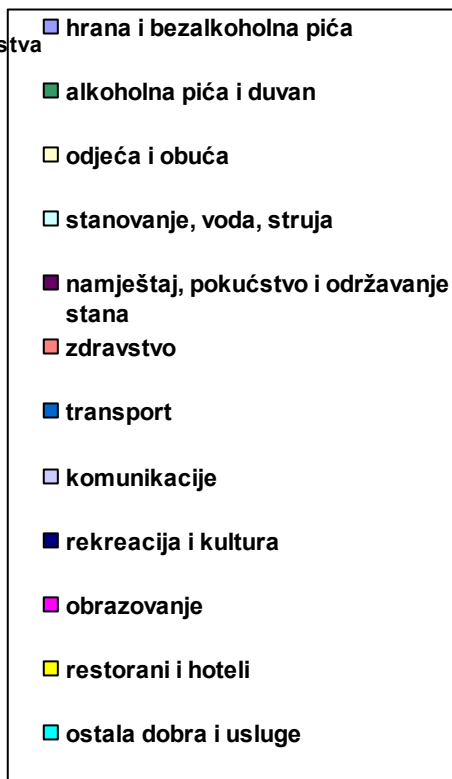 hrana i bezalkoholna pića
alkoholna pića i duvan
odjeća i obuća
stanovanje, voda, struja
namještaj, pokućstvo i održavanje
stana
zdravstvo
transport
komunikacije
rekreacija i kultura
obrazovanje
restorani i hoteli
ostala dobra i usluge